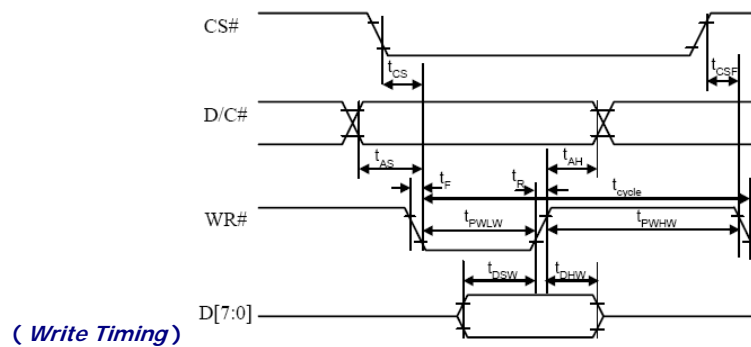 CS#
tCS
tCSF
D/C#
tAS
tAH
tF
tR
tcycle
WR#
tPWLW
tPWHW
tDSW
tDHW
D[7:0]
( Write Timing )